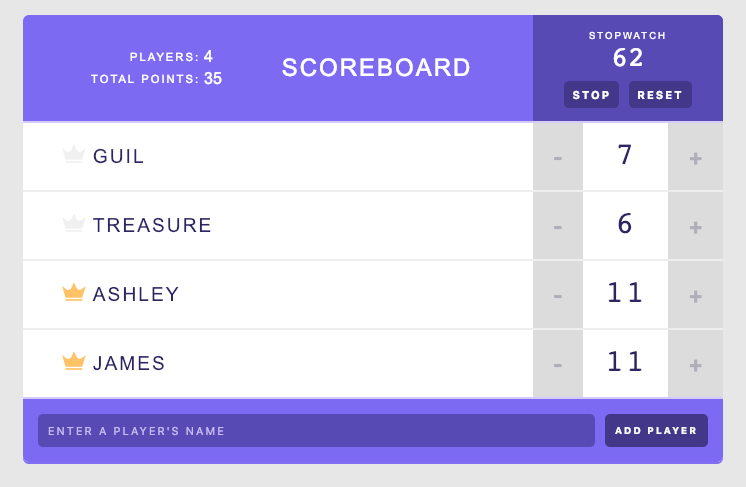 PLAYERS: 4
TOTAL POINTS: 35
SCOREBOARD
STOPWATCH
62
STOP RESET
GUIL - 7 +
TREASURE - 6 +
ASHLEY - 11 +
JAMES - 11 +
ENTER A PLAYER'S NAME ADD PLAYER